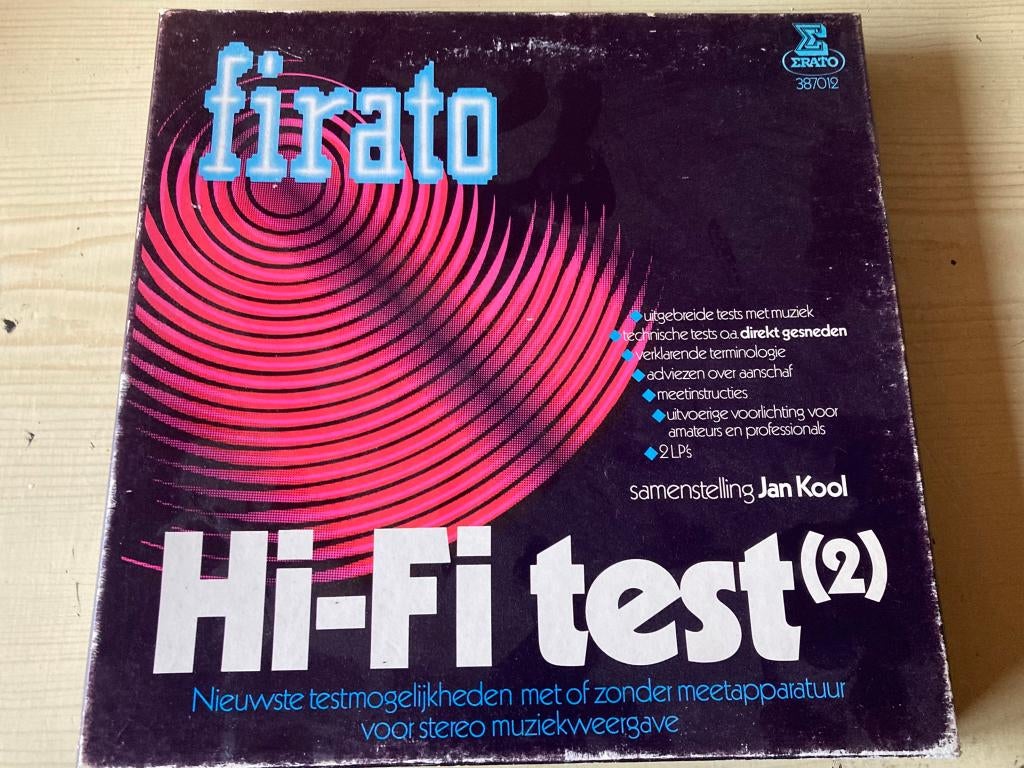 firato
ERATO
387012
uitgebreide tests met muziek
technische tests o.a. direkt gesneden
verklarende terminologie
adviezen over aanschaf
meetinstructies
uitvoerige voorlichting voor
amateurs en professionals
2 LP's
samenstelling Jan Kool
Hi-Fi test (2)
Nieuwste testmogelijkheden met of zonder meetapparatuur
voor stereo muziekweergave